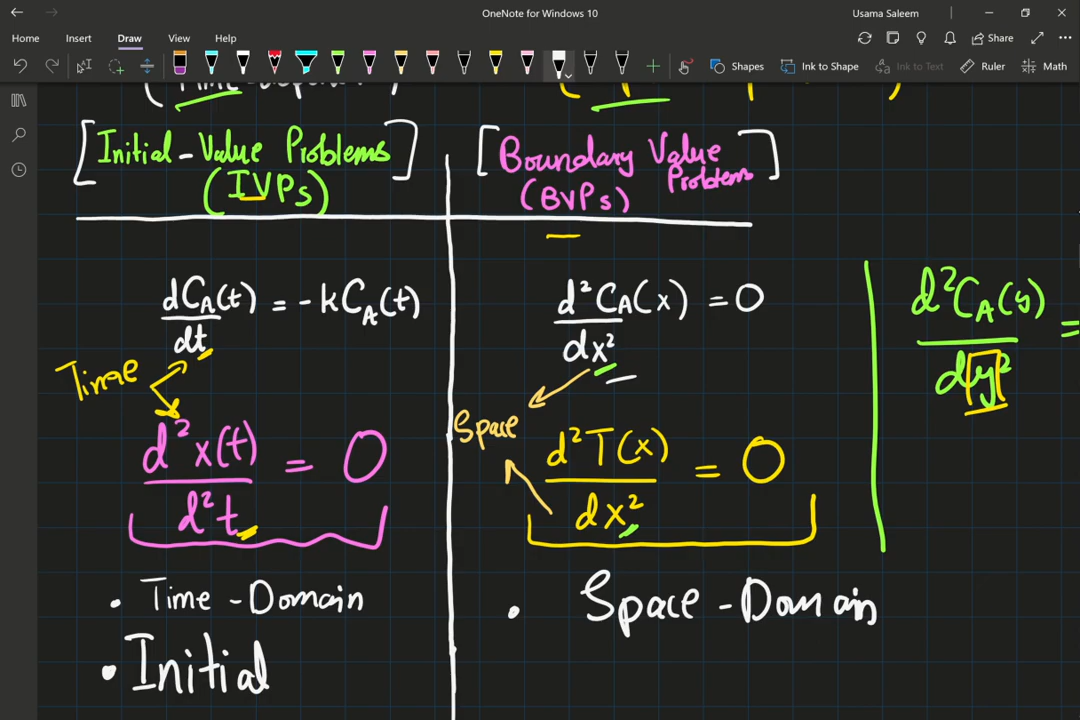 OneNote for Windows 10
Usama Saleem
Home Insert Draw View Help
Share
Shapes Ink to Shape Ink to Text Ruler Math
[Initial-Value Problems
(IVPs)]
[Boundary Value
Problems
(BVPs)]
dCA(t)/dt = -kCA(t)
d²CA(x)/dx² = 0
d²CA(y)/dy² =
Time
Space
d²x(t)/d²t = 0
d²T(x)/dx² = 0
• Time-Domain
• Space-Domain
• Initial